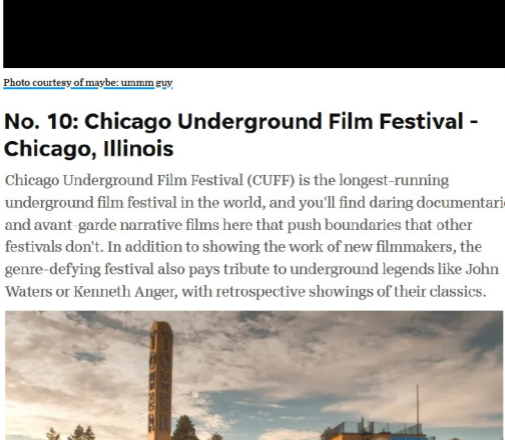 Photo courtesy of maybe: ummm guy
No. 10: Chicago Underground Film Festival -
Chicago, Illinois
Chicago Underground Film Festival (CUFF) is the longest-running
underground film festival in the world, and you'll find daring documentari
and avant-garde narrative films here that push boundaries that other
festivals don't. In addition to showing the work of new filmmakers, the
genre-defying festival also pays tribute to underground legends like John
Waters or Kenneth Anger, with retrospective showings of their classics.